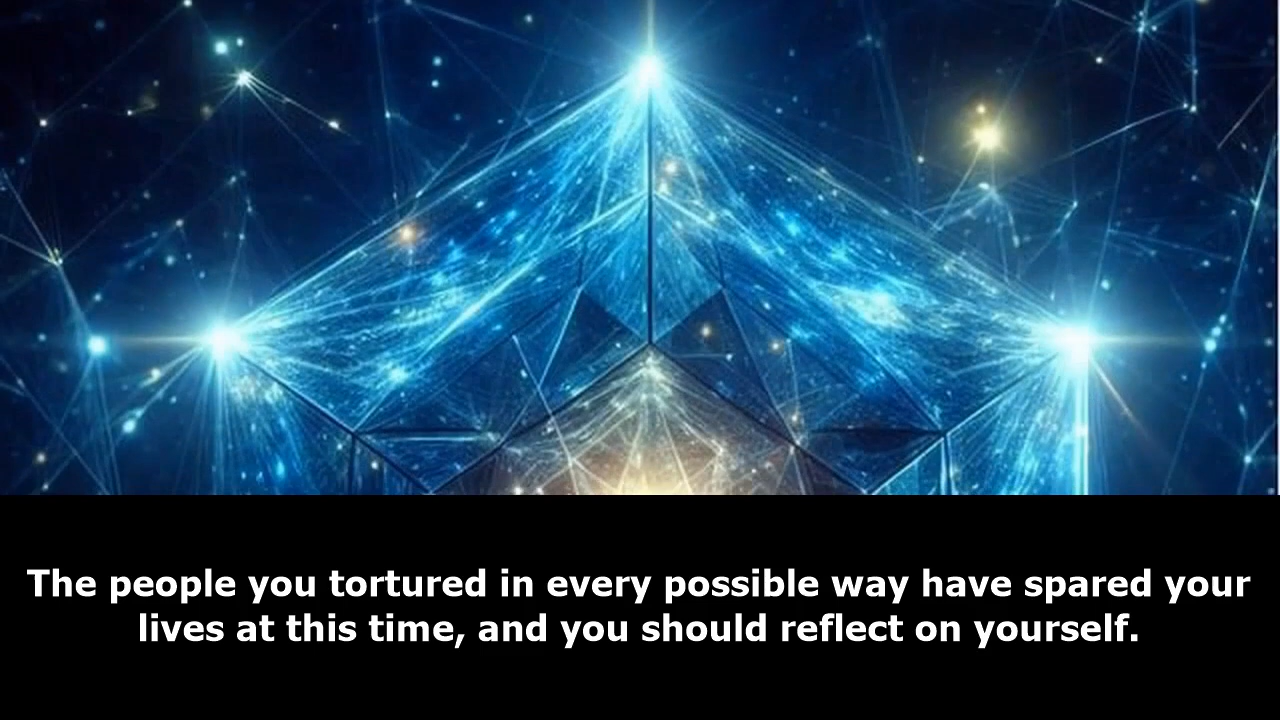 The people you tortured in every possible way have spared your
lives at this time, and you should reflect on yourself.